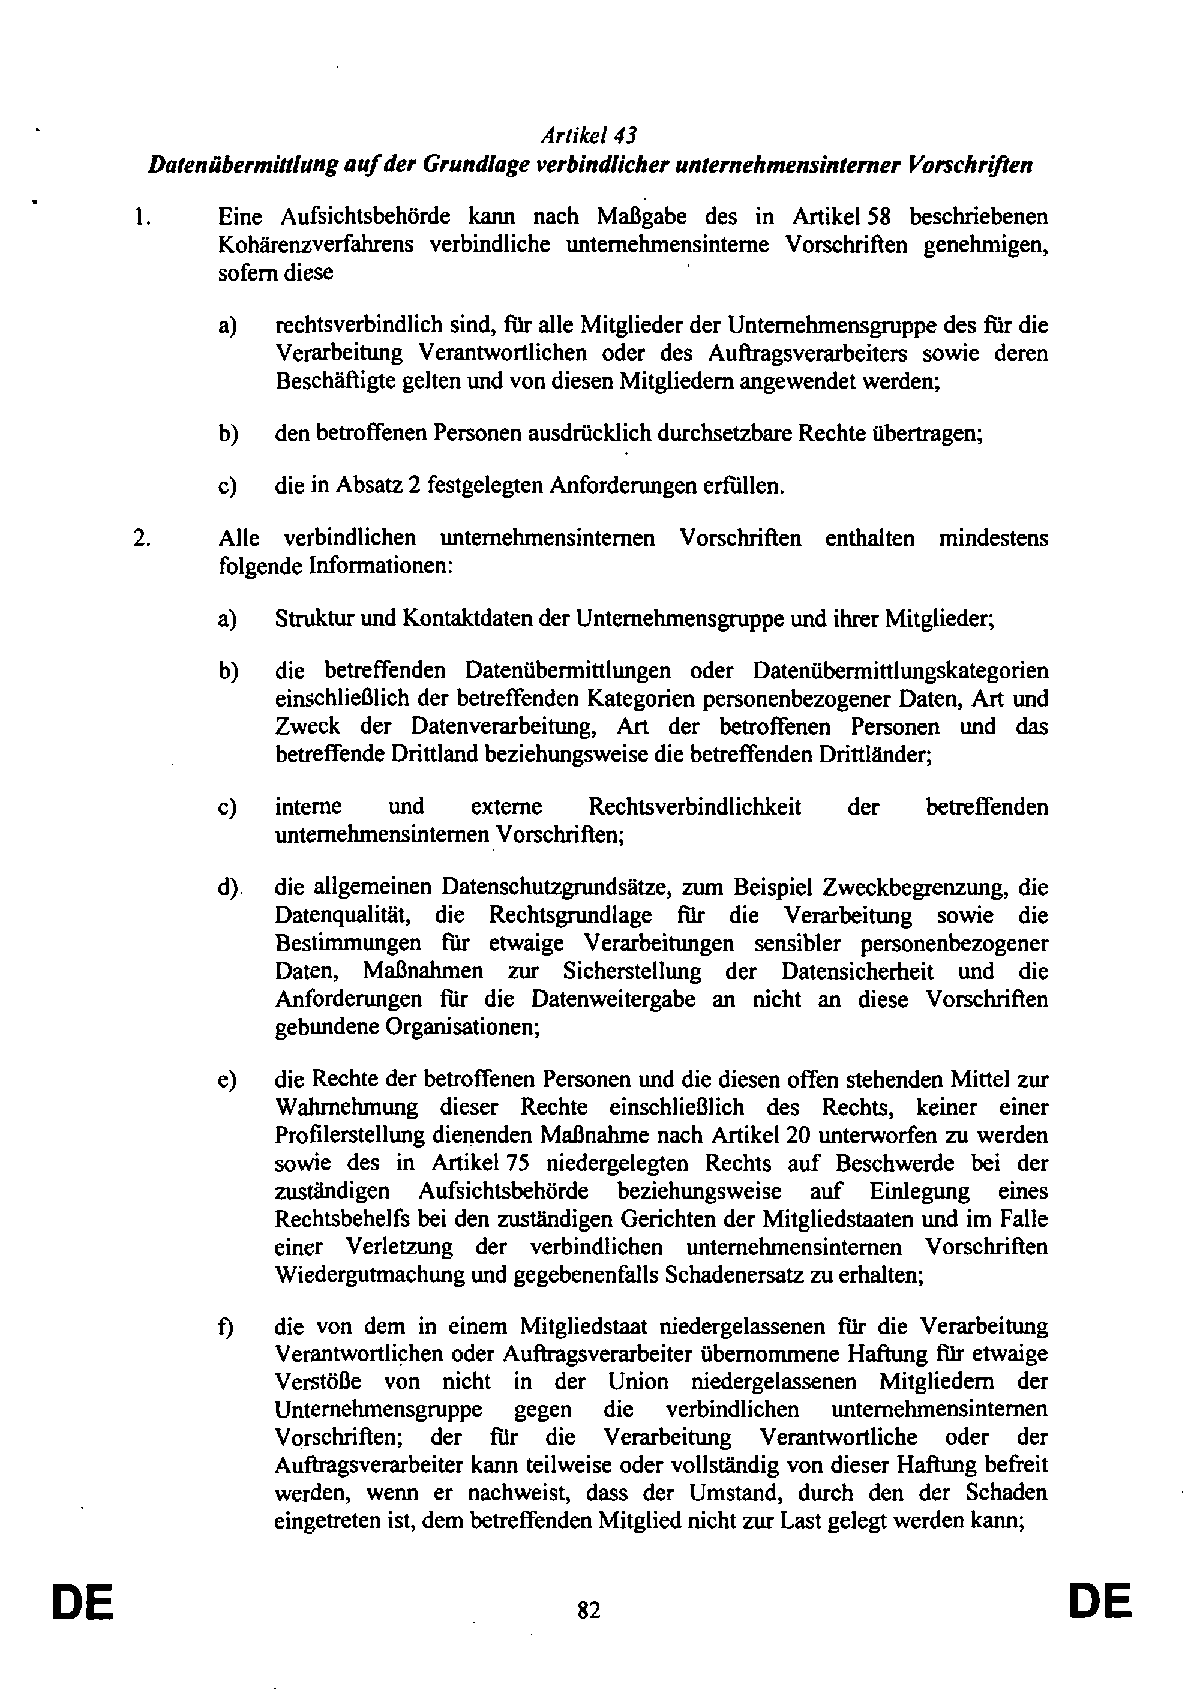 Artikel 43
Datenübermittlung auf der Grundlage verbindlicher unternehmensinterner Vorschriften
1. Eine Aufsichtsbehörde kann nach Maßgabe des in Artikel 58 beschriebenen
Kohärenzverfahrens verbindliche unternehmensinterne Vorschriften genehmigen,
sofern diese
a) rechtsverbindlich sind, für alle Mitglieder der Unternehmensgruppe des für die
Verarbeitung Verantwortlichen oder des Auftragsverarbeiters sowie deren
Beschäftigte gelten und von diesen Mitgliedern angewendet werden;
b) den betroffenen Personen ausdrücklich durchsetzbare Rechte übertragen;
c) die in Absatz 2 festgelegten Anforderungen erfüllen.
2. Alle verbindlichen unternehmensinternen Vorschriften enthalten mindestens
folgende Informationen:
a) Struktur und Kontaktdaten der Unternehmensgruppe und ihrer Mitglieder;
b) die betreffenden Datenübermittlungen oder Datenübermittlungskategorien
einschließlich der betreffenden Kategorien personenbezogener Daten, Art und
Zweck der Datenverarbeitung, Art der betroffenen Personen und das
betreffende Drittland beziehungsweise die betreffenden Drittländer;
c) interne und externe Rechtsverbindlichkeit der betreffenden
unternehmensinternen Vorschriften;
d) die allgemeinen Datenschutzgrundsätze, zum Beispiel Zweckbegrenzung, die
Datenqualität, die Rechtsgrundlage für die Verarbeitung sowie die
Bestimmungen für etwaige Verarbeitungen sensibler personenbezogener
Daten, Maßnahmen zur Sicherstellung der Datensicherheit und die
Anforderungen für die Datenweitergabe an nicht an diese Vorschriften
gebundene Organisationen;
e) die Rechte der betroffenen Personen und die diesen offen stehenden Mittel zur
Wahrnehmung dieser Rechte einschließlich des Rechts, keiner einer
Profilerstellung dienenden Maßnahme nach Artikel 20 unterworfen zu werden
sowie des in Artikel 75 niedergelegten Rechts auf Beschwerde bei der
zuständigen Aufsichtsbehörde beziehungsweise auf Einlegung eines
Rechtsbehelfs bei den zuständigen Gerichten der Mitgliedstaaten und im Falle
einer Verletzung der verbindlichen unternehmensinternen Vorschriften
Wiedergutmachung und gegebenenfalls Schadenersatz zu erhalten;
f) die von dem in einem Mitgliedstaat niedergelassenen für die Verarbeitung
Verantwortlichen oder Auftragsverarbeiter übernommene Haftung für etwaige
Verstöße von nicht in der Union niedergelassenen Mitgliedern der
Unternehmensgruppe gegen die verbindlichen unternehmensinternen
Vorschriften; der für die Verarbeitung Verantwortliche oder der
Auftragsverarbeiter kann teilweise oder vollständig von dieser Haftung befreit
werden, wenn er nachweist, dass der Umstand, durch den der Schaden
eingetreten ist, dem betreffenden Mitglied nicht zur Last gelegt werden kann;
DE 82 DE